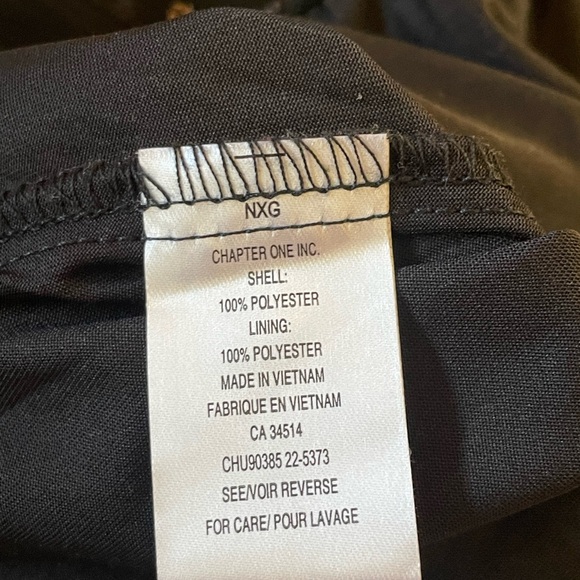 NXG
CHAPTER ONE INC.
SHELL:
100% POLYESTER
LINING:
100% POLYESTER
MADE IN VIETNAM
FABRIQUE EN VIETNAM
CA 34514
CHU90385 22-5373
SEE/VOIR REVERSE
FOR CARE/ POUR LAVAGE